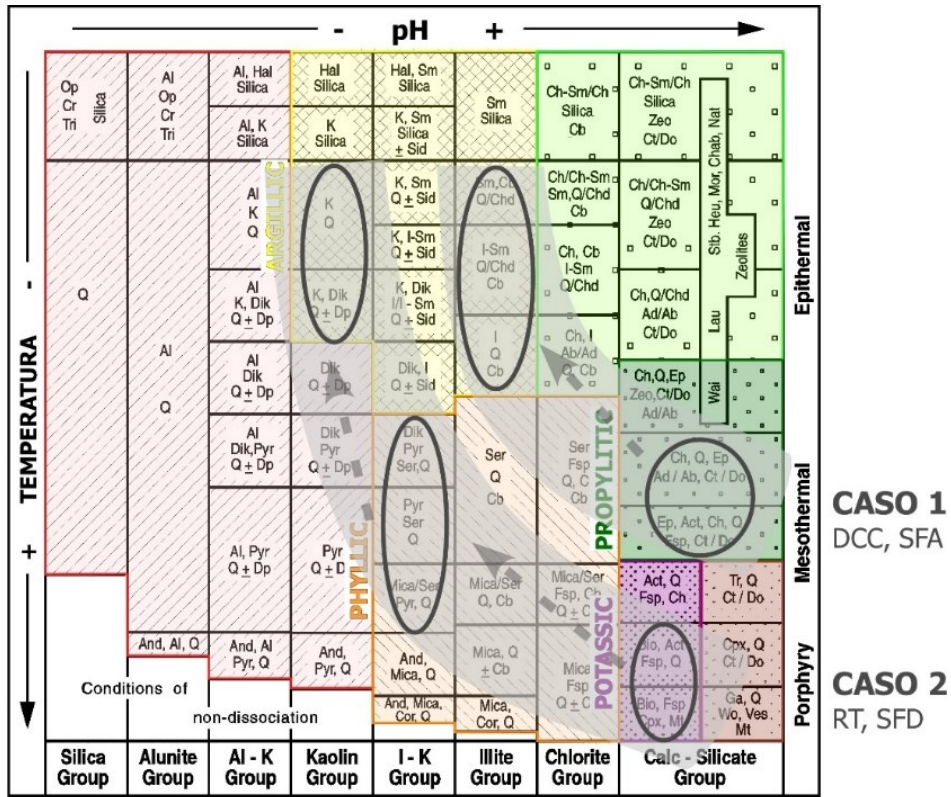 - pH +
TEMPERATURA
-
+
Op
Cr
Tri
Silica
Al
Op
Cr
Tri
Al, Hal
Silica
Al, K
Silica
Hal
Silica
K
Silica
Hal, Sm
Silica
K, Sm
Silica
± Sid
Sm
Silica
Ch-Sm/Ch
Silica
Cb
Ch-Sm/Ch
Silica
Zeo
Ct/Do
Q
Al
Q
Al
K
Q
Al
K, Dik
Q ± Dp
Al
Dik
Q ± Dp
Al
Dik,Pyr
Q ± Dp
Al, Pyr
Q ± Dp
ARGILLIC
K
Q
K, Dik
Q ± Dp
Dik
Q ± Dp
Dik
Pyr
Q ± Dp
Pyr
Q ± D
K, Sm
Q ± Sid
K, I-Sm
Q ± Sid
K, Dik
I/I - Sm
Q ± Sid
Dik, I
Q ± Sid
Dik
Pyr
Ser,Q
Pyr
Ser
Q
Mica/Ser
Pyr, Q
PHYLLIC
Sm,Cb
Q/Chd
I-Sm
Q/Chd
Cb
I
Q
Cb
Ser
Q
Cb
Mica/Ser
Q, Cb
Mica, Q
± Cb
Ch/Ch-Sm
Sm,Q/Chd
Cb
Ch, Cb
I-Sm
Q/Chd
Ch, I
Ab/Ad
Q Cb
Ser
Fsp
Q, C
Cb
Mica/Ser
Fsp, Ch
Q ± C
Mica
Fsp
Q ± C
PROPYLITIC
POTASSIC
Ch/Ch-Sm
Q/Chd
Zeo
Ct/Do
Ch,Q/Chd
Ad/Ab
Ct/Do
Ch,Q,Ep
Zeo,Ct/Do
Ad/Ab
Ch, Q, Ep
Ad / Ab, Ct / Do
Ep, Act, Ch, Q
Fsp, Ct / Do
Stb, Heu, Mor, Chab, Nat
Lau
Wai
Zeolites
Act, Q
Fsp, Ch
Tr, Q
Ct / Do
Bio, Act
Fsp, Q
Cpx, Q
Ct / Do
Bio, Fsp
Cpx, Mt
Ga, Q
Wo, Ves
Mt
And, Al, Q
And, Al
Pyr, Q
And,
Pyr, Q
And,
Mica, Q
And, Mica,
Cor, Q
Mica,
Cor, Q
Conditions of
non-dissociation
Epithermal
Mesothermal
Porphyry
CASO 1
DCC, SFA
CASO 2
RT, SFD
Silica
Group
Alunite
Group
Al - K
Group
Kaolin
Group
I - K
Group
Illite
Group
Chlorite
Group
Calc - Silicate
Group